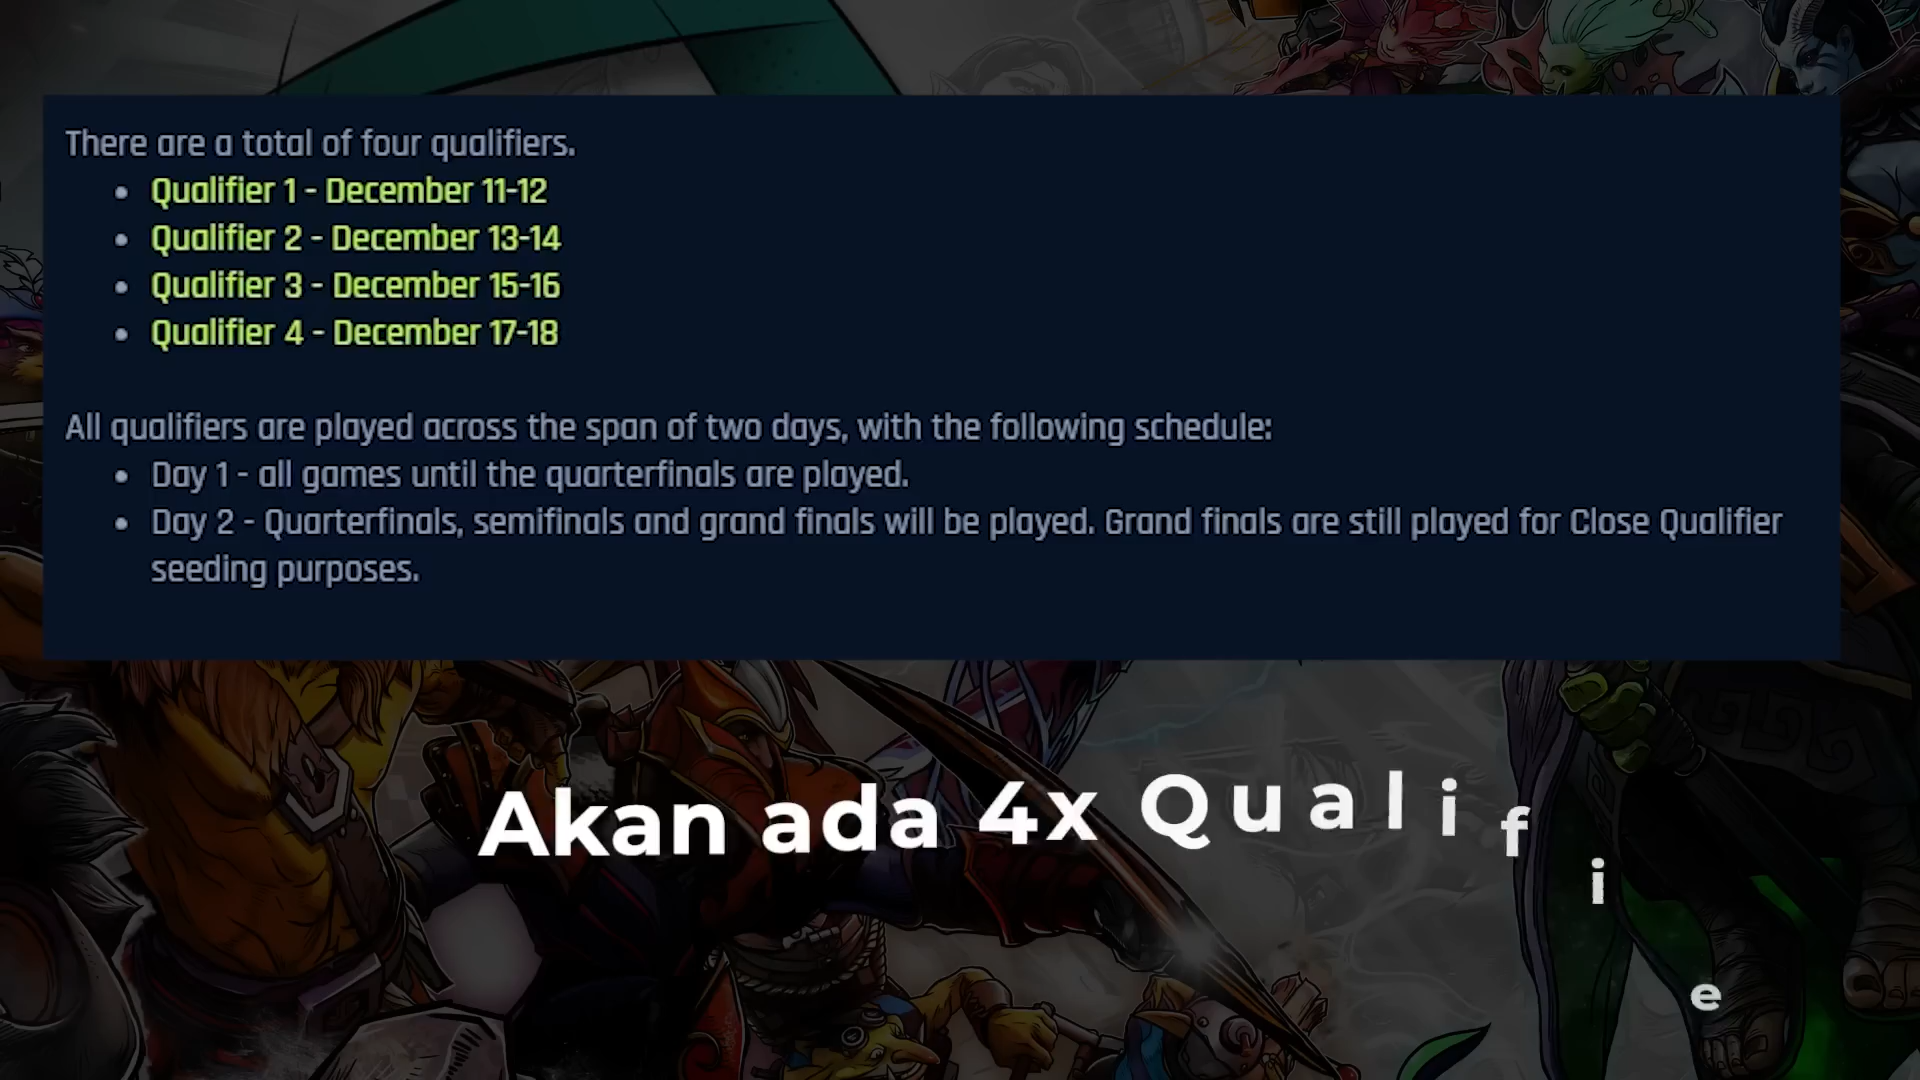 There are a total of four qualifiers.
• Qualifier 1 - December 11-12
• Qualifier 2 - December 13-14
• Qualifier 3 - December 15-16
• Qualifier 4 - December 17-18
All qualifiers are played across the span of two days, with the following schedule:
• Day 1 - all games until the quarterfinals are played.
• Day 2 - Quarterfinals, semifinals and grand finals will be played. Grand finals are still played for Close Qualifier
seeding purposes.
Akan ada 4x Qualifie